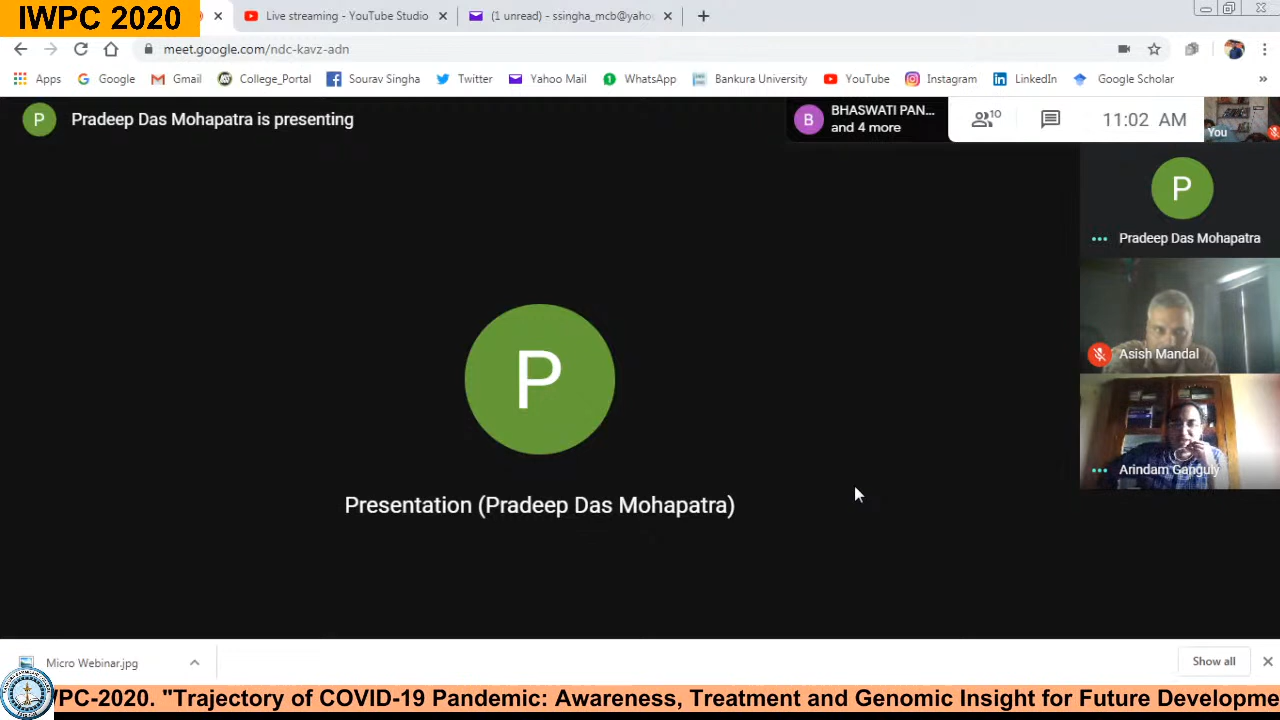 IWPC 2020
Live streaming - YouTube Studio
(1 unread) - ssingha_mcb@yaho
meet.google.com/ndc-kavz-adn
Apps
Google
Gmail
College_Portal
Sourav Singha
Twitter
Yahoo Mail
WhatsApp
Bankura University
YouTube
Instagram
LinkedIn
Google Scholar
P
Pradeep Das Mohapatra is presenting
B
BHASWATI PAN...
and 4 more
10
11:02 AM
You
P
Pradeep Das Mohapatra
Asish Mandal
Arindam Ganguly
P
Presentation (Pradeep Das Mohapatra)
Micro Webinar.jpg
Show all
WPC-2020. "Trajectory of COVID-19 Pandemic: Awareness, Treatment and Genomic Insight for Future Developme